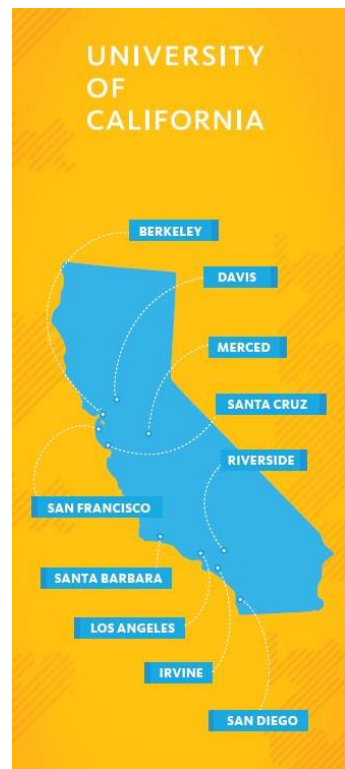 UNIVERSITY
OF
CALIFORNIA
BERKELEY
DAVIS
MERCED
SANTA CRUZ
RIVERSIDE
SAN FRANCISCO
SANTA BARBARA
LOS ANGELES
IRVINE
SAN DIEGO